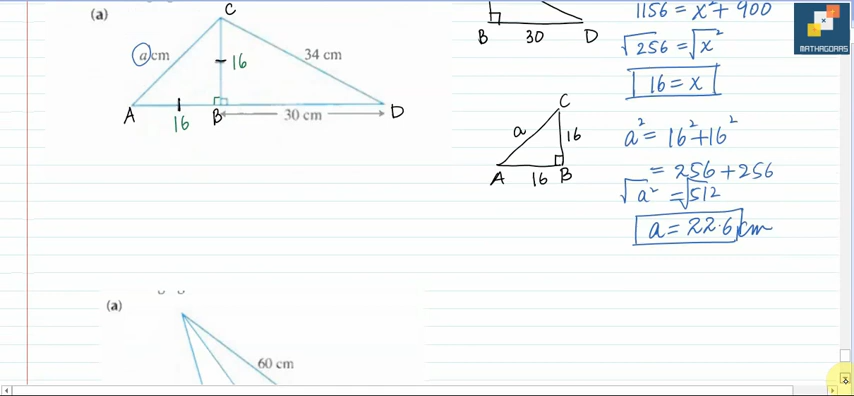 (a)
C
a cm
16
34 cm
A
16
B
30 cm
D
B
30
D
1156 = x² + 900
√256 = √x²
16 = x
MATHAGORAS
C
a
16
A
16
B
a² = 16² + 16²
= 256 + 256
√a² = √512
a = 22.6 cm
(a)
60 cm